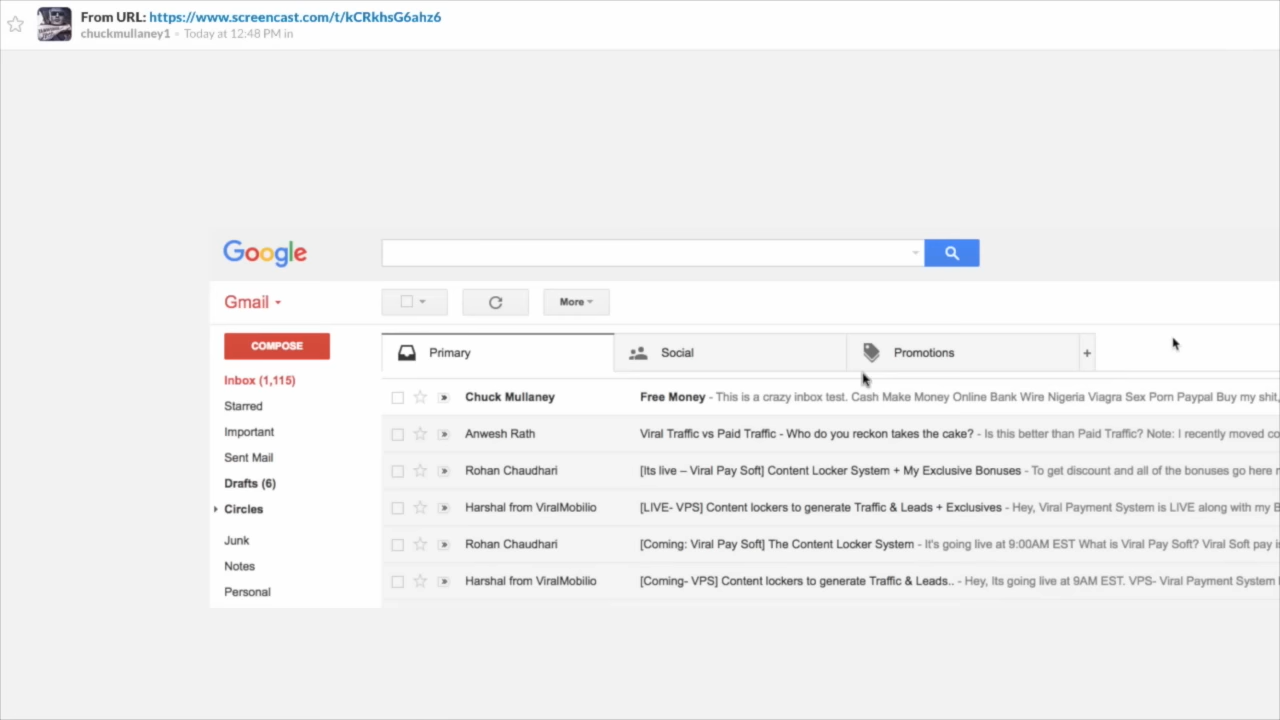 From URL: https://www.screencast.com/t/kCRkhsG6ahz6
chuckmullaney1 • Today at 12:48 PM in
Google
Gmail
More
COMPOSE
Primary
Social
Promotions
+
Inbox (1,115)
Starred
Important
Sent Mail
Drafts (6)
Circles
Junk
Notes
Personal
Chuck Mullaney Free Money - This is a crazy inbox test. Cash Make Money Online Bank Wire Nigeria Viagra Sex Porn Paypal Buy my shit,
Anwesh Rath Viral Traffic vs Paid Traffic - Who do you reckon takes the cake? - Is this better than Paid Traffic? Note: I recently moved co
Rohan Chaudhari [Its live – Viral Pay Soft] Content Locker System + My Exclusive Bonuses - To get discount and all of the bonuses go here
Harshal from ViralMobilio [LIVE- VPS] Content lockers to generate Traffic & Leads + Exclusives - Hey, Viral Payment System is LIVE along with my B
Rohan Chaudhari [Coming: Viral Pay Soft] The Content Locker System - It's going live at 9:00AM EST What is Viral Pay Soft? Viral Soft pay is
Harshal from ViralMobilio [Coming- VPS] Content lockers to generate Traffic & Leads.. - Hey, Its going live at 9AM EST. VPS- Viral Payment System